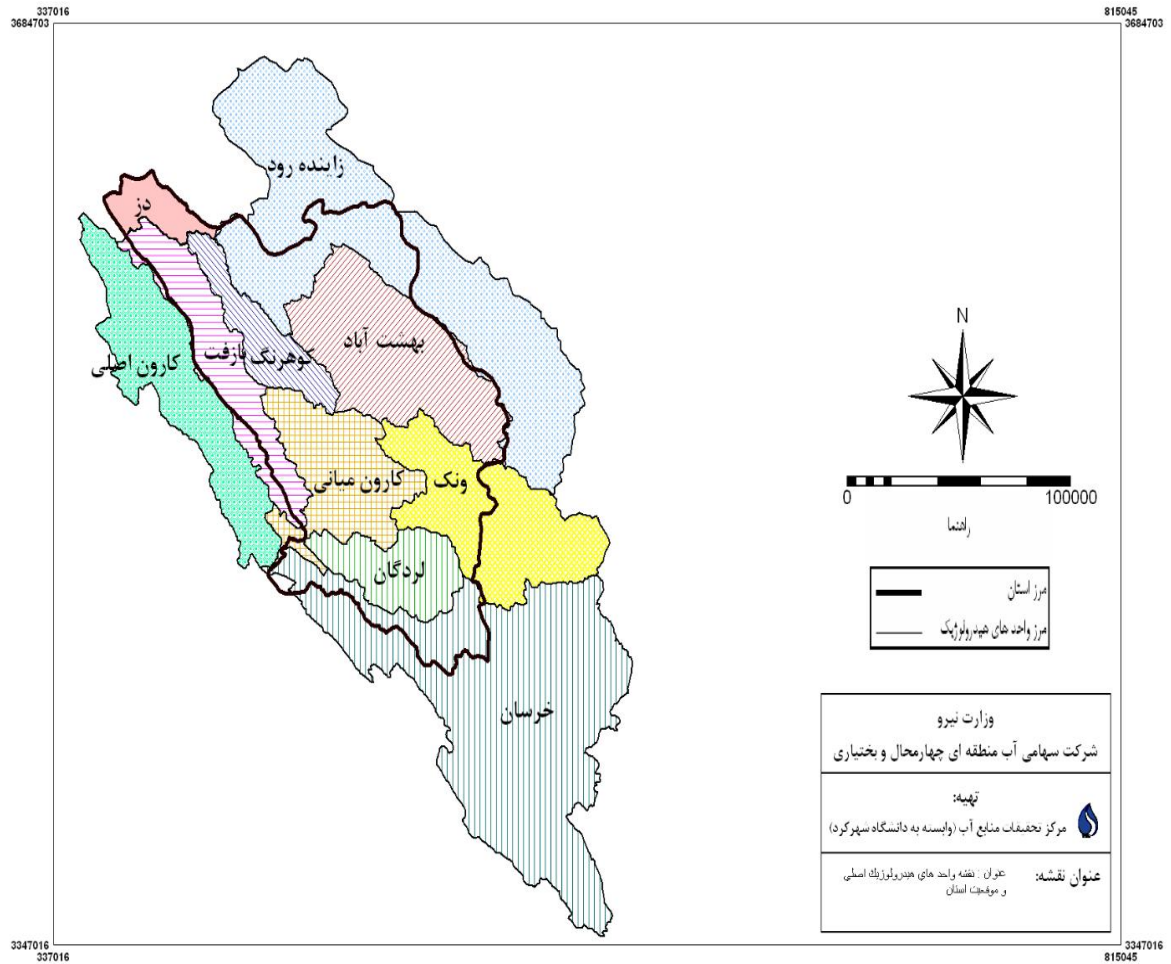 337016
815045
3684703
3684703
زاینده رود
دز
بهشت آباد
کوهرنگ
بازفت
کارون اصلی
کارون میانی
ونک
لردگان
خرسان
N
0
100000
راهنما
مرز استان
مرز واحد های هیدرولوژیک
وزارت نیرو
شرکت سهامی آب منطقه ای چهارمحال و بختیاری
تهیه:
مرکز تحقیقات منابع آب (وابسته به دانشگاه شهرکرد)
عنوان نقشه:
عنوان : نقشه واحد های هیدرولوژیك اصلی
و موقعیت استان
3347016
3347016
337016
815045